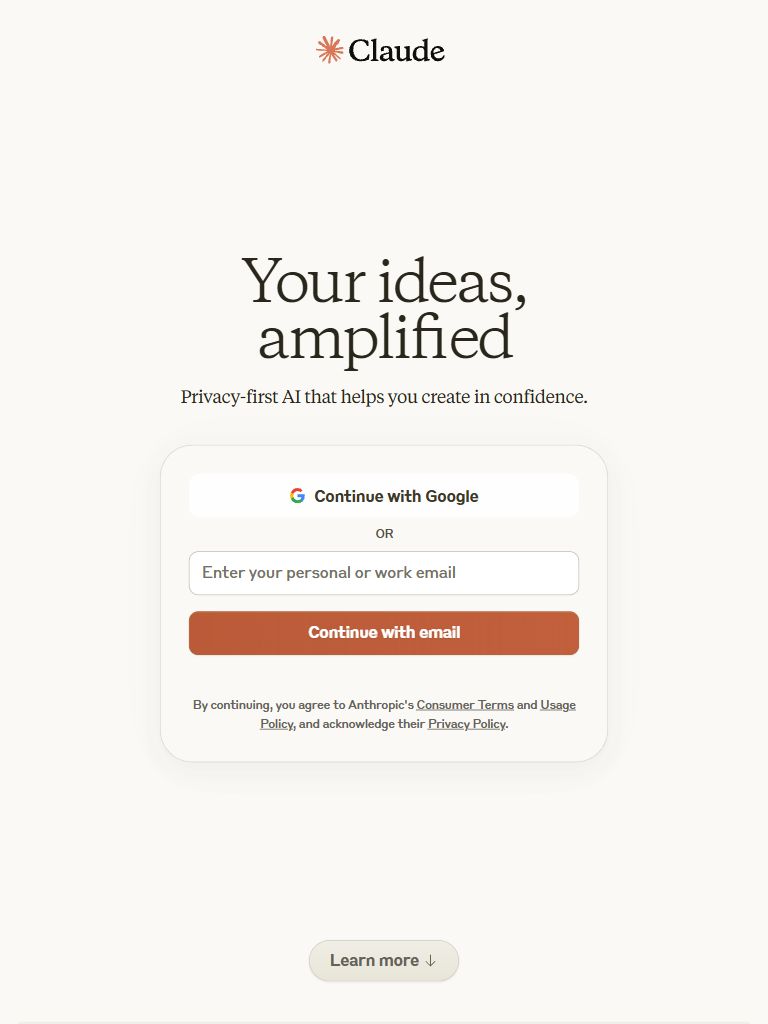 Claude
Your ideas,
amplified
Privacy-first AI that helps you create in confidence.
Continue with Google
OR
Enter your personal or work email
Continue with email
By continuing, you agree to Anthropic's Consumer Terms and Usage
Policy, and acknowledge their Privacy Policy.
Learn more ↓